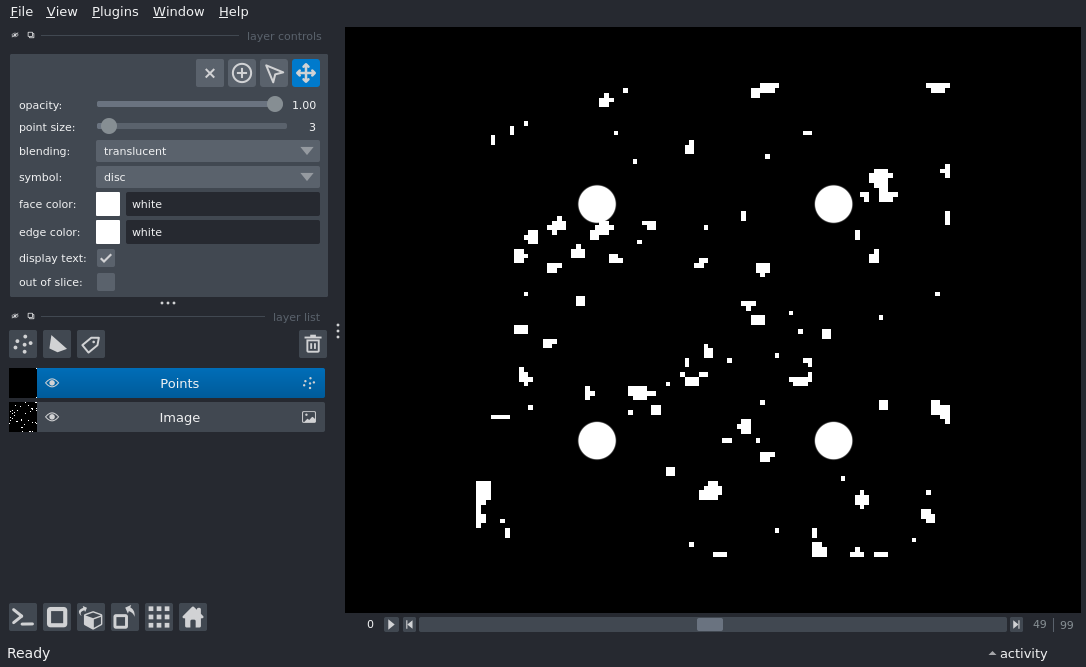 File View Plugins Window Help
layer controls
opacity: 1.00
point size: 3
blending: translucent
symbol: disc
face color: white
edge color: white
display text:
out of slice:
layer list
Points
Image
0 49 | 99
Ready activity